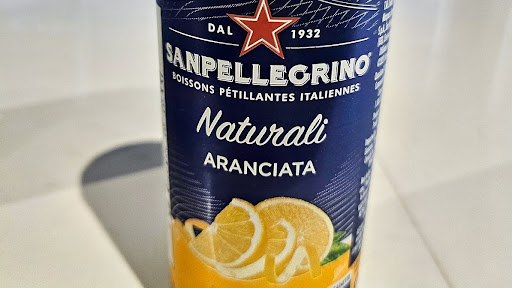 DAL 1932
SANPELLEGRINO®
BOISSONS PÉTILLANTES ITALIENNES
Naturali
ARANCIATA